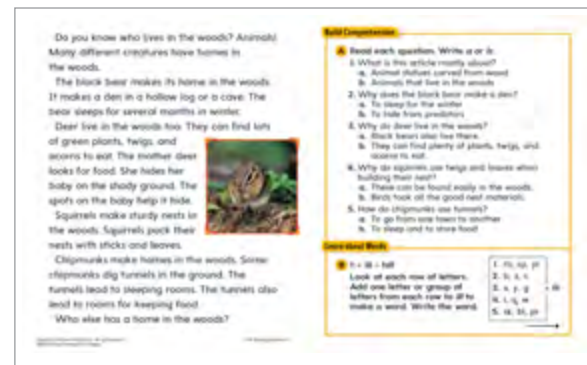 Do you know who lives in the woods? Animals!
Many different creatures have homes in
the woods.
The black bear makes its home in the woods.
It makes a den in a hollow log or a cave. The
bear sleeps for several months in winter.
Deer live in the woods too. They can find lots
of green plants, twigs, and
acorns to eat. The mother deer
looks for food. She hides her
baby on the shady ground. The
spots on the baby help it hide.
Squirrels make sturdy nests in
the woods. Squirrels pack their
nests with sticks and leaves.
Chipmunks make homes in the woods. Some
chipmunks dig tunnels in the ground. The
tunnels lead to sleeping rooms. The tunnels also
lead to rooms for keeping food.
Who else has a home in the woods?
Build Comprehension
A Read each question. Write a or b.
1. What is this article mostly about?
a. Animal statues carved from wood
b. Animals that live in the woods
2. Why does the black bear make a den?
a. To sleep for the winter
b. To hide from predators
3. Why do deer live in the woods?
a. Black bears also live there.
b. They can find plenty of plants, twigs, and
acorns to eat.
4. Why do squirrels use twigs and leaves when
building their nest?
a. These can be found easily in the woods.
b. Birds took all the good nest materials.
5. How do chipmunks use tunnels?
a. To go from one town to another
b. To sleep and to store food
Learn about Words
B h + ill = hill
Look at each row of letters.
Add one letter or group of
letters from each row to ill to
make a word. Write the word.